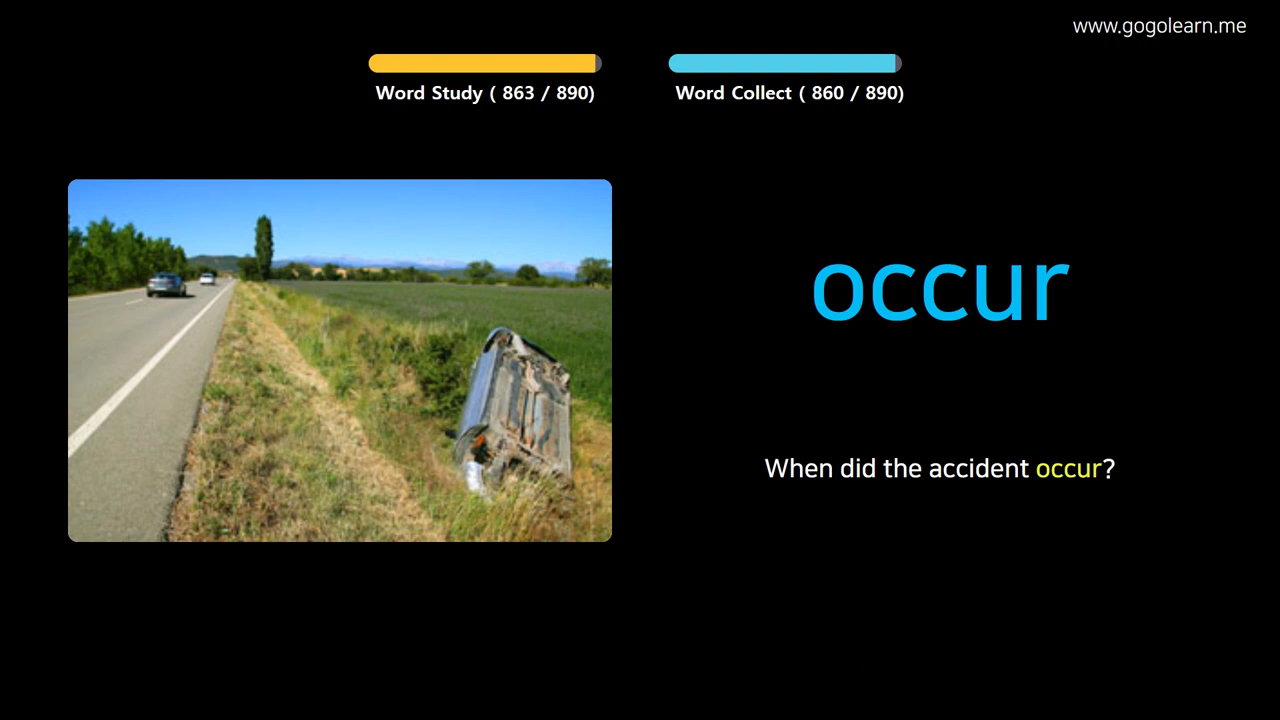 www.gogolearn.me
Word Study ( 863 / 890)
Word Collect ( 860 / 890)
occur
When did the accident occur?